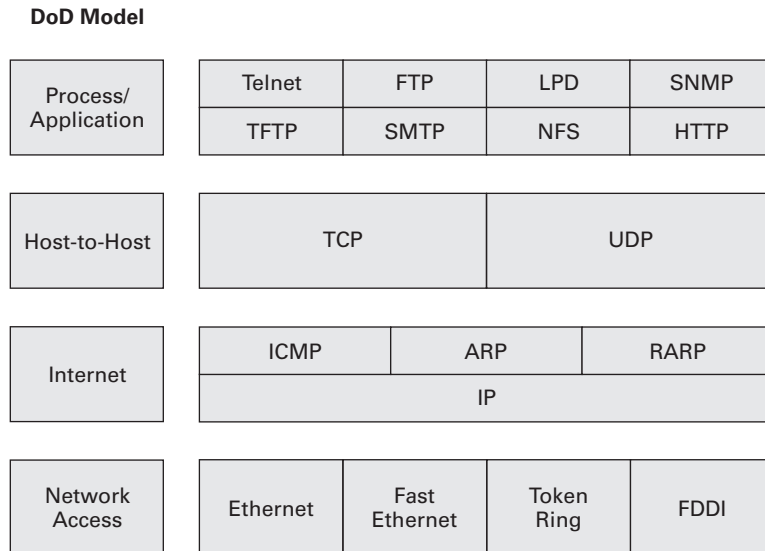 DoD Model
Process/
Application
Telnet FTP LPD SNMP
TFTP SMTP NFS HTTP
Host-to-Host
TCP UDP
Internet
ICMP ARP RARP
IP
Network
Access
Ethernet
Fast
Ethernet
Token
Ring
FDDI